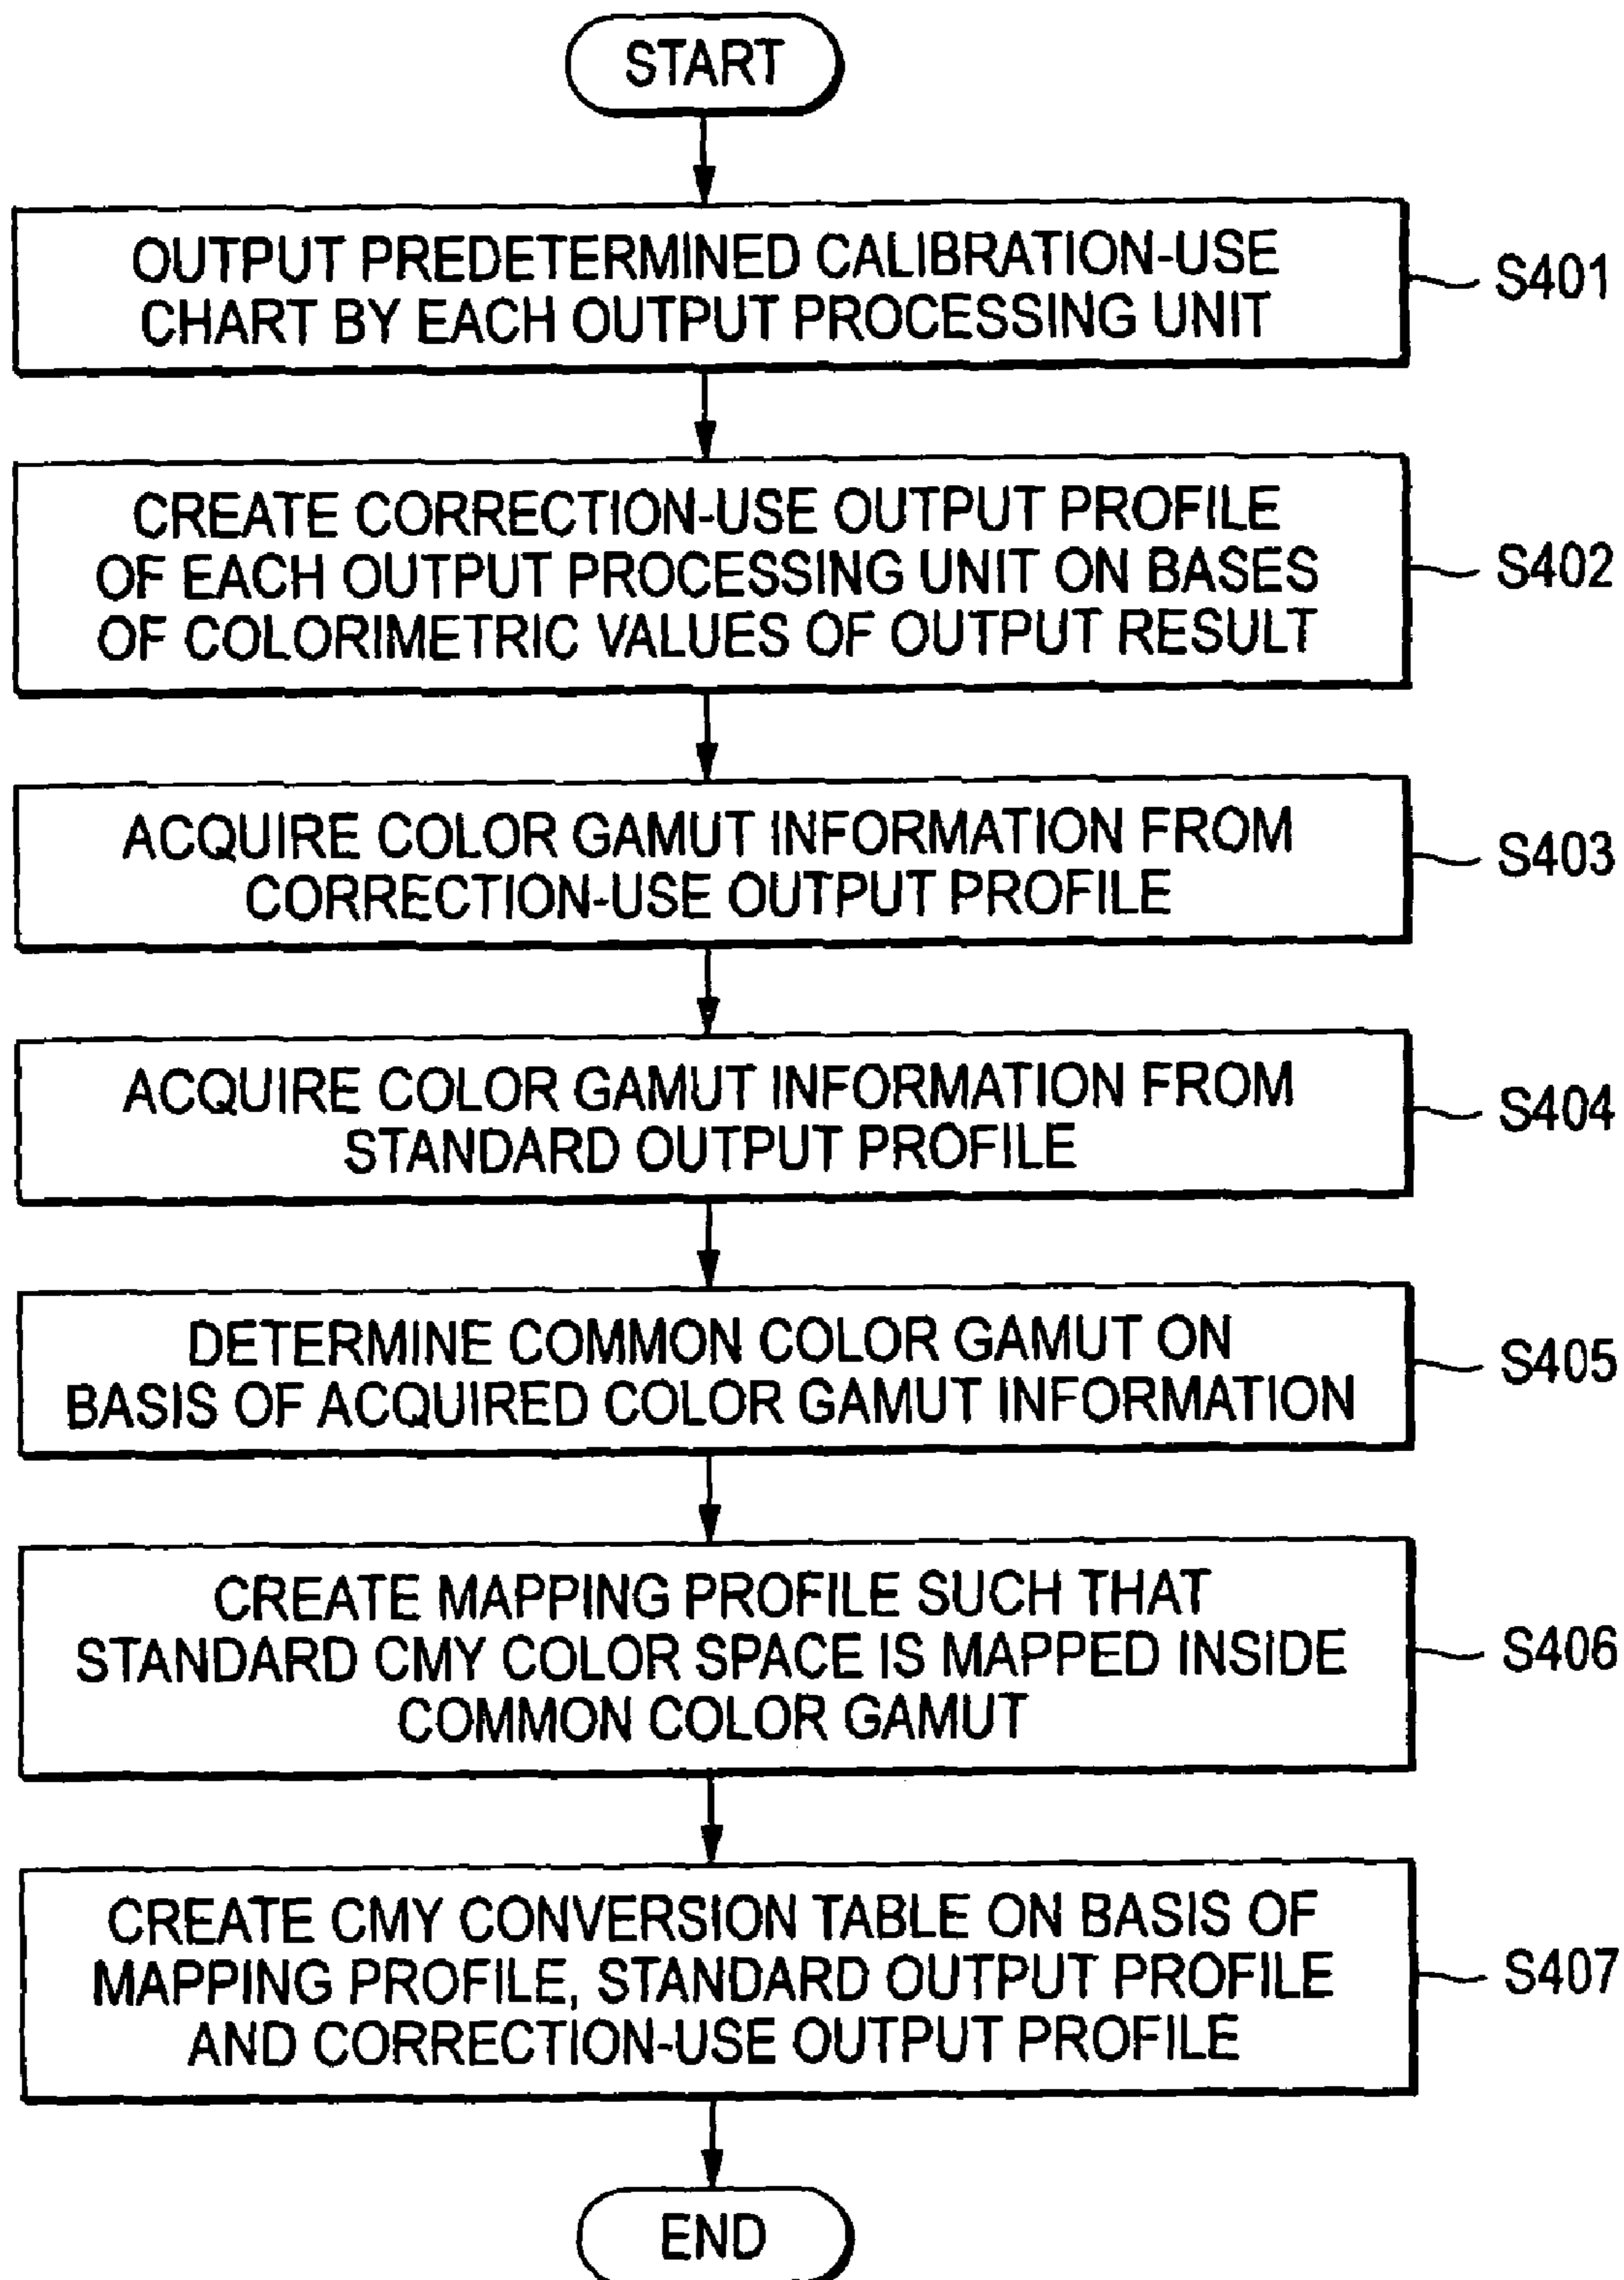 START
OUTPUT PREDETERMINED CALIBRATION-USE
CHART BY EACH OUTPUT PROCESSING UNIT
S401
CREATE CORRECTION-USE OUTPUT PROFILE
OF EACH OUTPUT PROCESSING UNIT ON BASES
OF COLORIMETRIC VALUES OF OUTPUT RESULT
S402
ACQUIRE COLOR GAMUT INFORMATION FROM
CORRECTION-USE OUTPUT PROFILE
S403
ACQUIRE COLOR GAMUT INFORMATION FROM
STANDARD OUTPUT PROFILE
S404
DETERMINE COMMON COLOR GAMUT ON
BASIS OF ACQUIRED COLOR GAMUT INFORMATION
S405
CREATE MAPPING PROFILE SUCH THAT
STANDARD CMY COLOR SPACE IS MAPPED INSIDE
COMMON COLOR GAMUT
S406
CREATE CMY CONVERSION TABLE ON BASIS OF
MAPPING PROFILE, STANDARD OUTPUT PROFILE
AND CORRECTION-USE OUTPUT PROFILE
S407
END